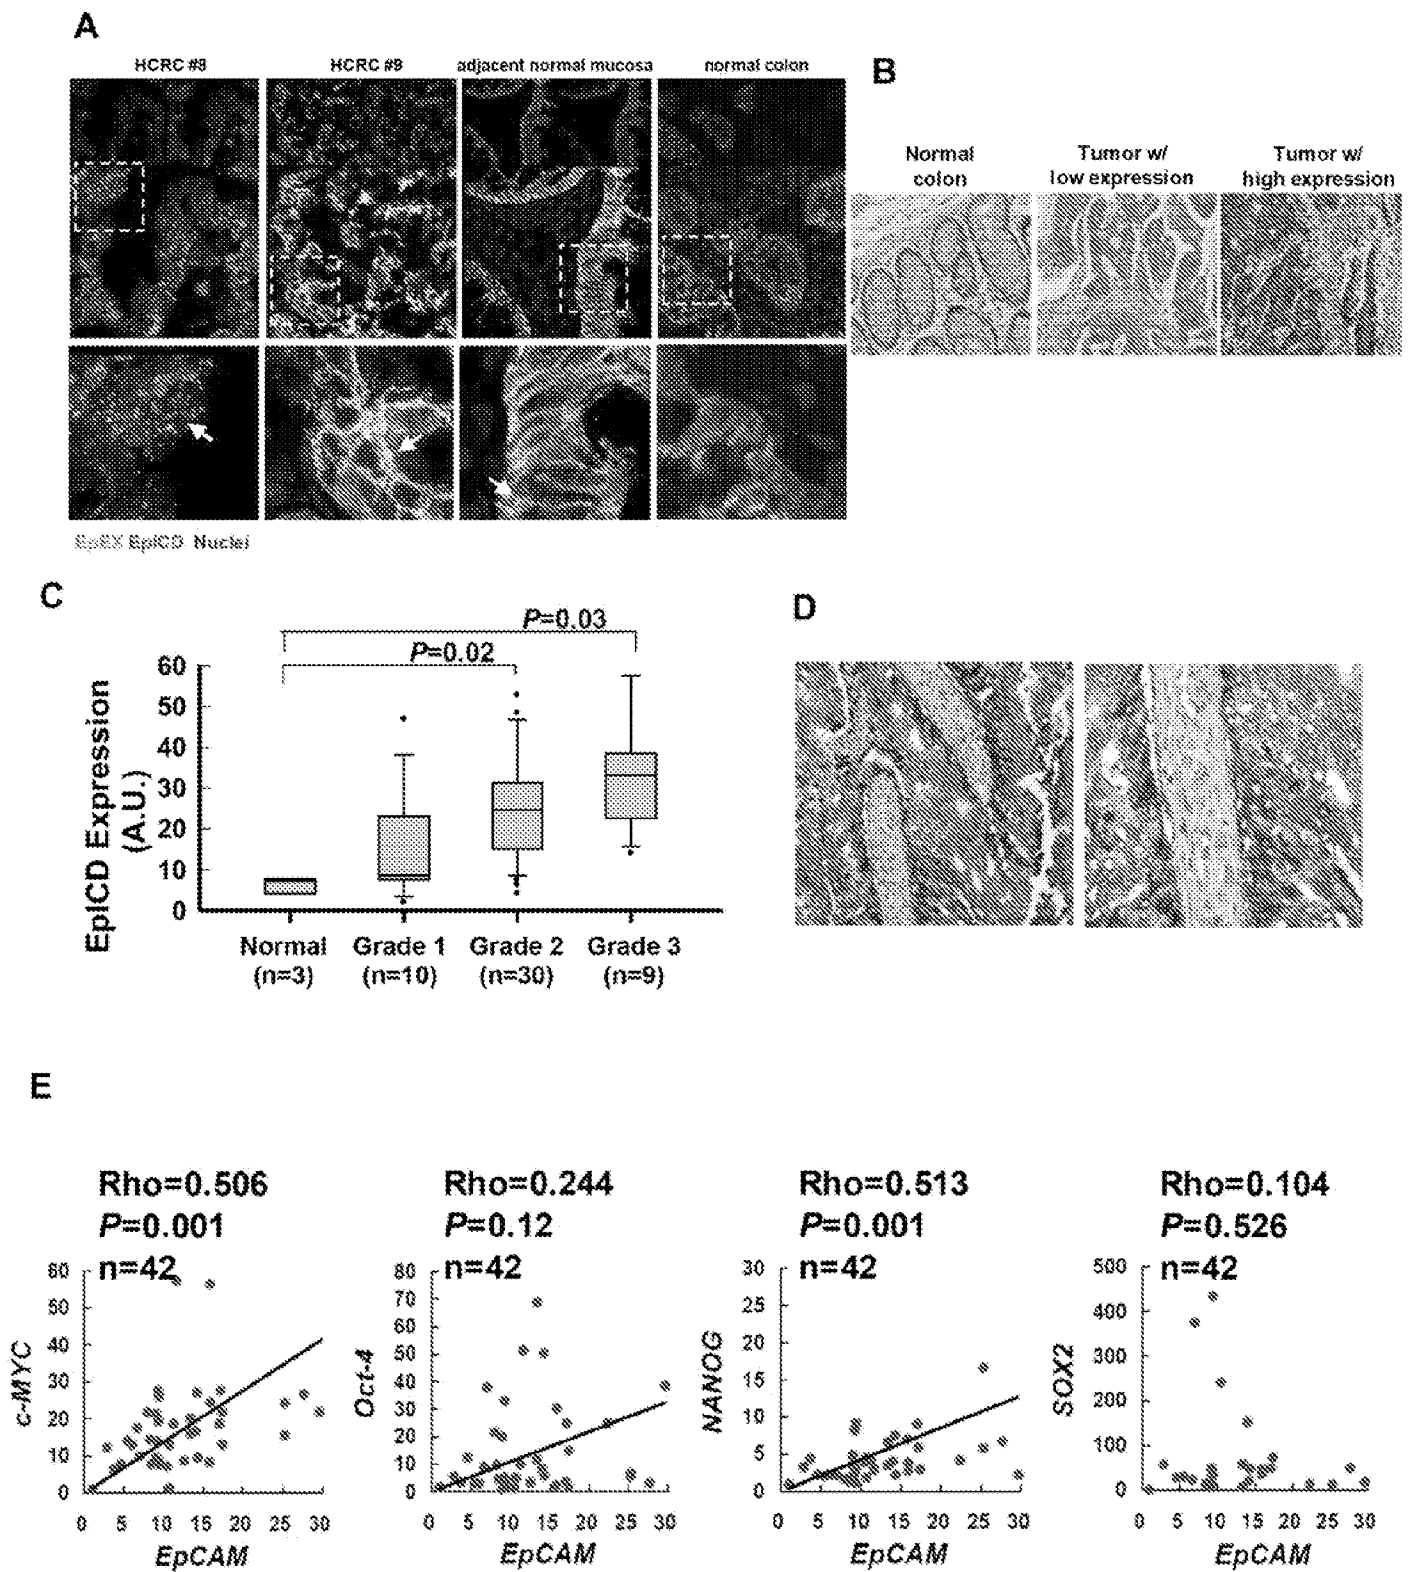 A
HCRC #8
HCRC #9
adjacent normal mucosa
normal colon
EpEX EpICD Nuclei
B
Normal
colon
Tumor w/
low expression
Tumor w/
high expression
C
P=0.03
P=0.02
EpICD Expression
(A.U.)
60
50
40
30
20
10
0
Normal
(n=3)
Grade 1
(n=10)
Grade 2
(n=30)
Grade 3
(n=9)
D
E
Rho=0.506
P=0.001
n=42
c-MYC
60
50
40
30
20
10
0
0 5 10 15 20 25 30
EpCAM
Rho=0.244
P=0.12
n=42
Oct-4
80
70
60
50
40
30
20
10
0
0 5 10 15 20 25 30
EpCAM
Rho=0.513
P=0.001
n=42
NANOG
30
25
20
15
10
5
0
0 5 10 15 20 25 30
EpCAM
Rho=0.104
P=0.526
n=42
SOX2
500
400
300
200
100
0
0 5 10 15 20 25 30
EpCAM